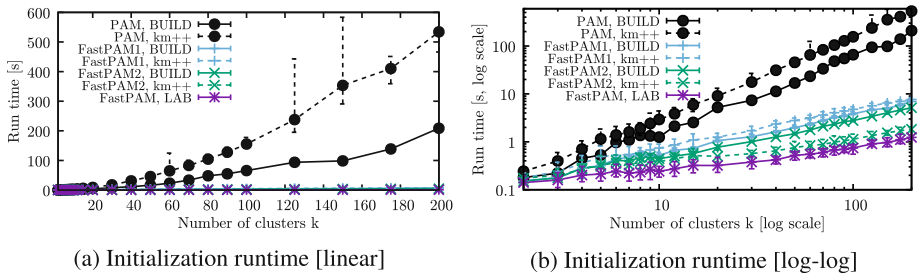 PAM, BUILD
PAM, km++
FastPAM1, BUILD
FastPAM1, km++
FastPAM2, BUILD
FastPAM2, km++
FastPAM, LAB
Run time [s]
600
500
400
300
200
100
0
20 40 60 80 100 120 140 160 180 200
Number of clusters k
(a) Initialization runtime [linear]
PAM, BUILD
PAM, km++
FastPAM1, BUILD
FastPAM1, km++
FastPAM2, BUILD
FastPAM2, km++
FastPAM, LAB
Run time [s, log scale]
100
10
1
0.1
10 100
Number of clusters k [log scale]
(b) Initialization runtime [log-log]